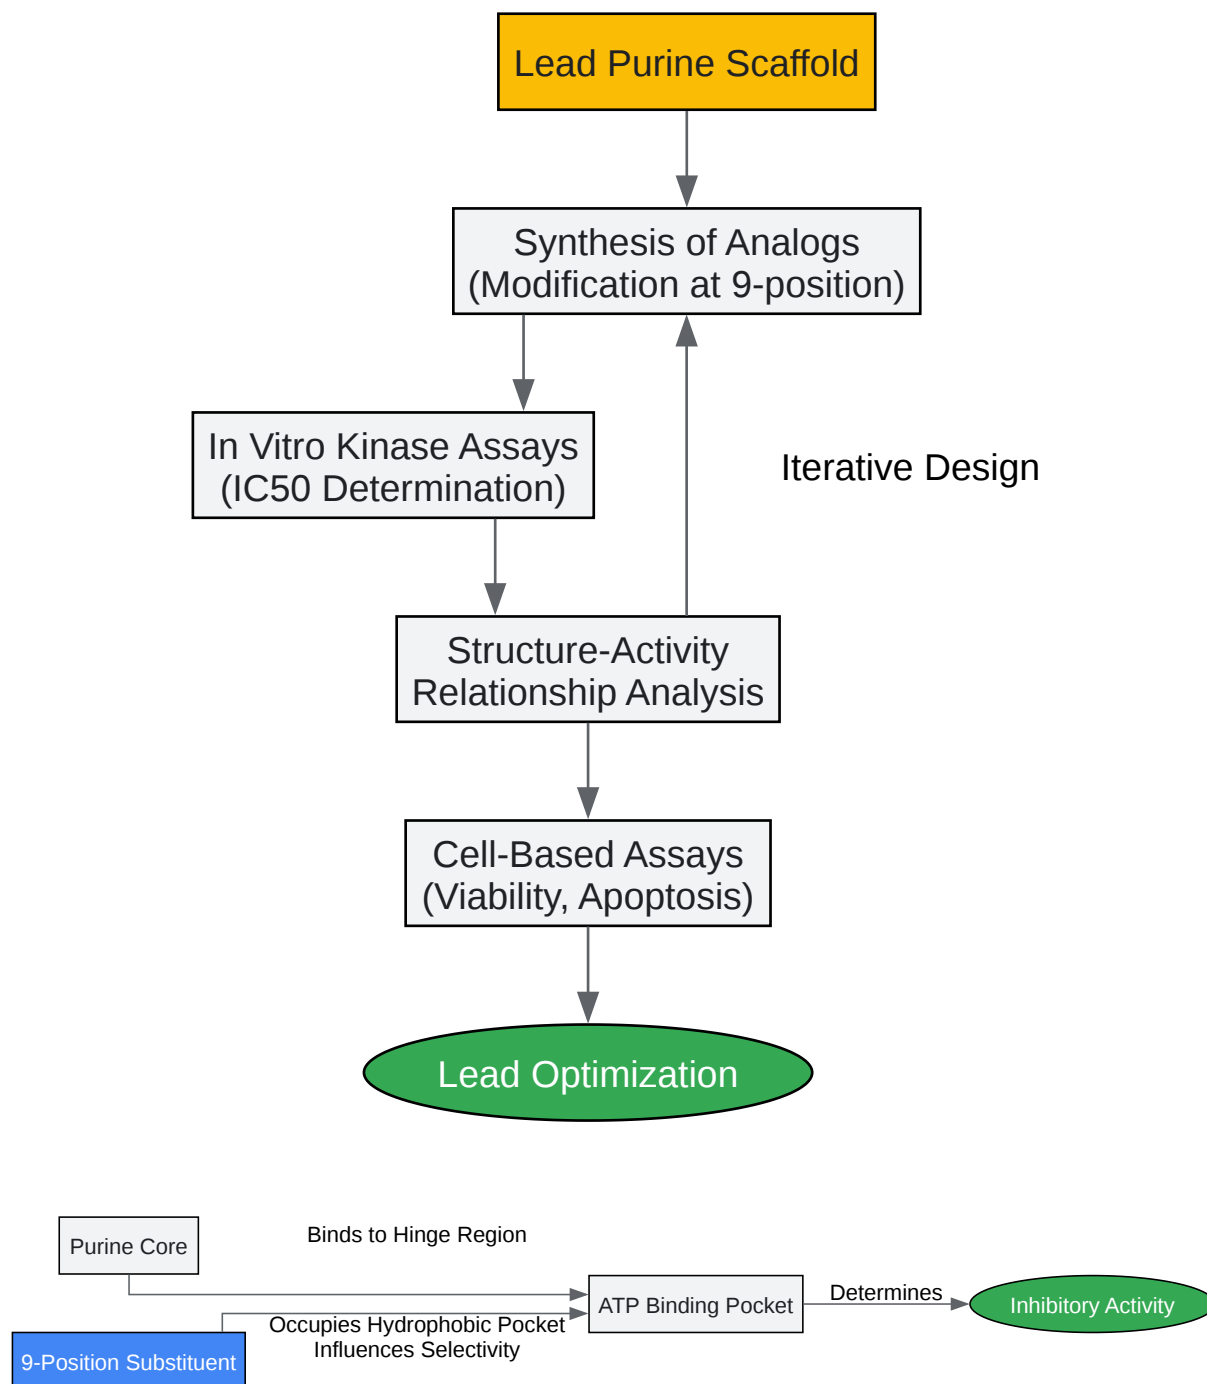 Lead Purine Scaffold
Synthesis of Analogs
(Modification at 9-position)
In Vitro Kinase Assays
(IC50 Determination)
Iterative Design
Structure-Activity
Relationship Analysis
Cell-Based Assays
(Viability, Apoptosis)
Lead Optimization
Purine Core
Binds to Hinge Region
ATP Binding Pocket
Determines
Inhibitory Activity
Occupies Hydrophobic Pocket
Influences Selectivity
9-Position Substituent